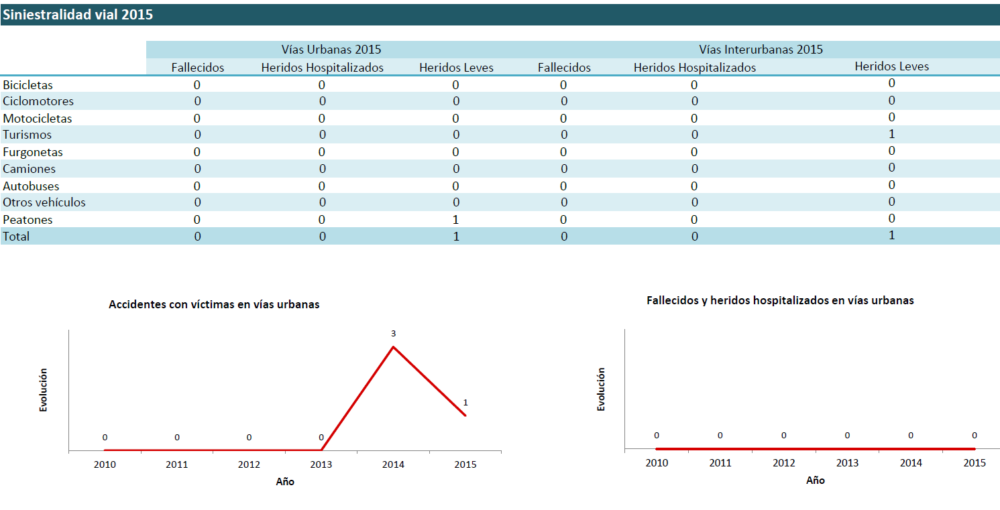 Siniestralidad vial 2015
Vías Urbanas 2015 Vías Interurbanas 2015
Fallecidos Heridos Hospitalizados Heridos Leves Fallecidos Heridos Hospitalizados Heridos Leves
Bicicletas 0 0 0 0 0 0
Ciclomotores 0 0 0 0 0 0
Motocicletas 0 0 0 0 0 0
Turismos 0 0 0 0 0 1
Furgonetas 0 0 0 0 0 0
Camiones 0 0 0 0 0 0
Autobuses 0 0 0 0 0 0
Otros vehículos 0 0 0 0 0 0
Peatones 0 0 1 0 0 0
Total 0 0 1 0 0 1
Accidentes con víctimas en vías urbanas
3
Evolución
1
0 0 0 0
2010 2011 2012 2013 2014 2015
Año
Fallecidos y heridos hospitalizados en vías urbanas
Evolución
0 0 0 0 0 0
2010 2011 2012 2013 2014 2015
Año